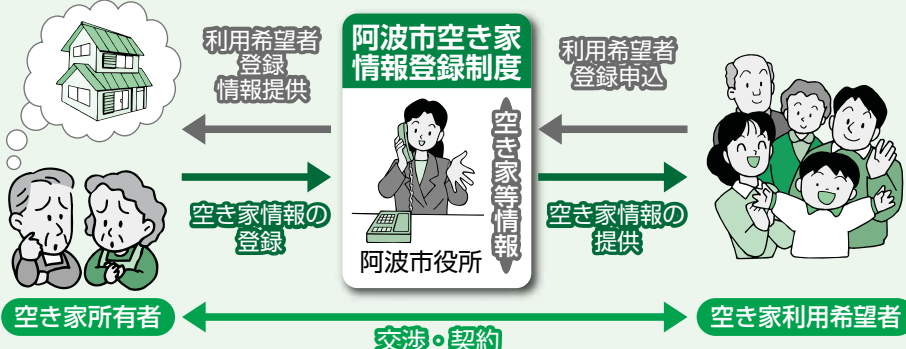 利用希望者
登録
情報提供
阿波市空き家
情報登録制度
利用希望者
登録申込
空き家等情報
空き家情報の
登録
阿波市役所
空き家情報の
提供
空き家所有者
交渉・契約
空き家利用希望者